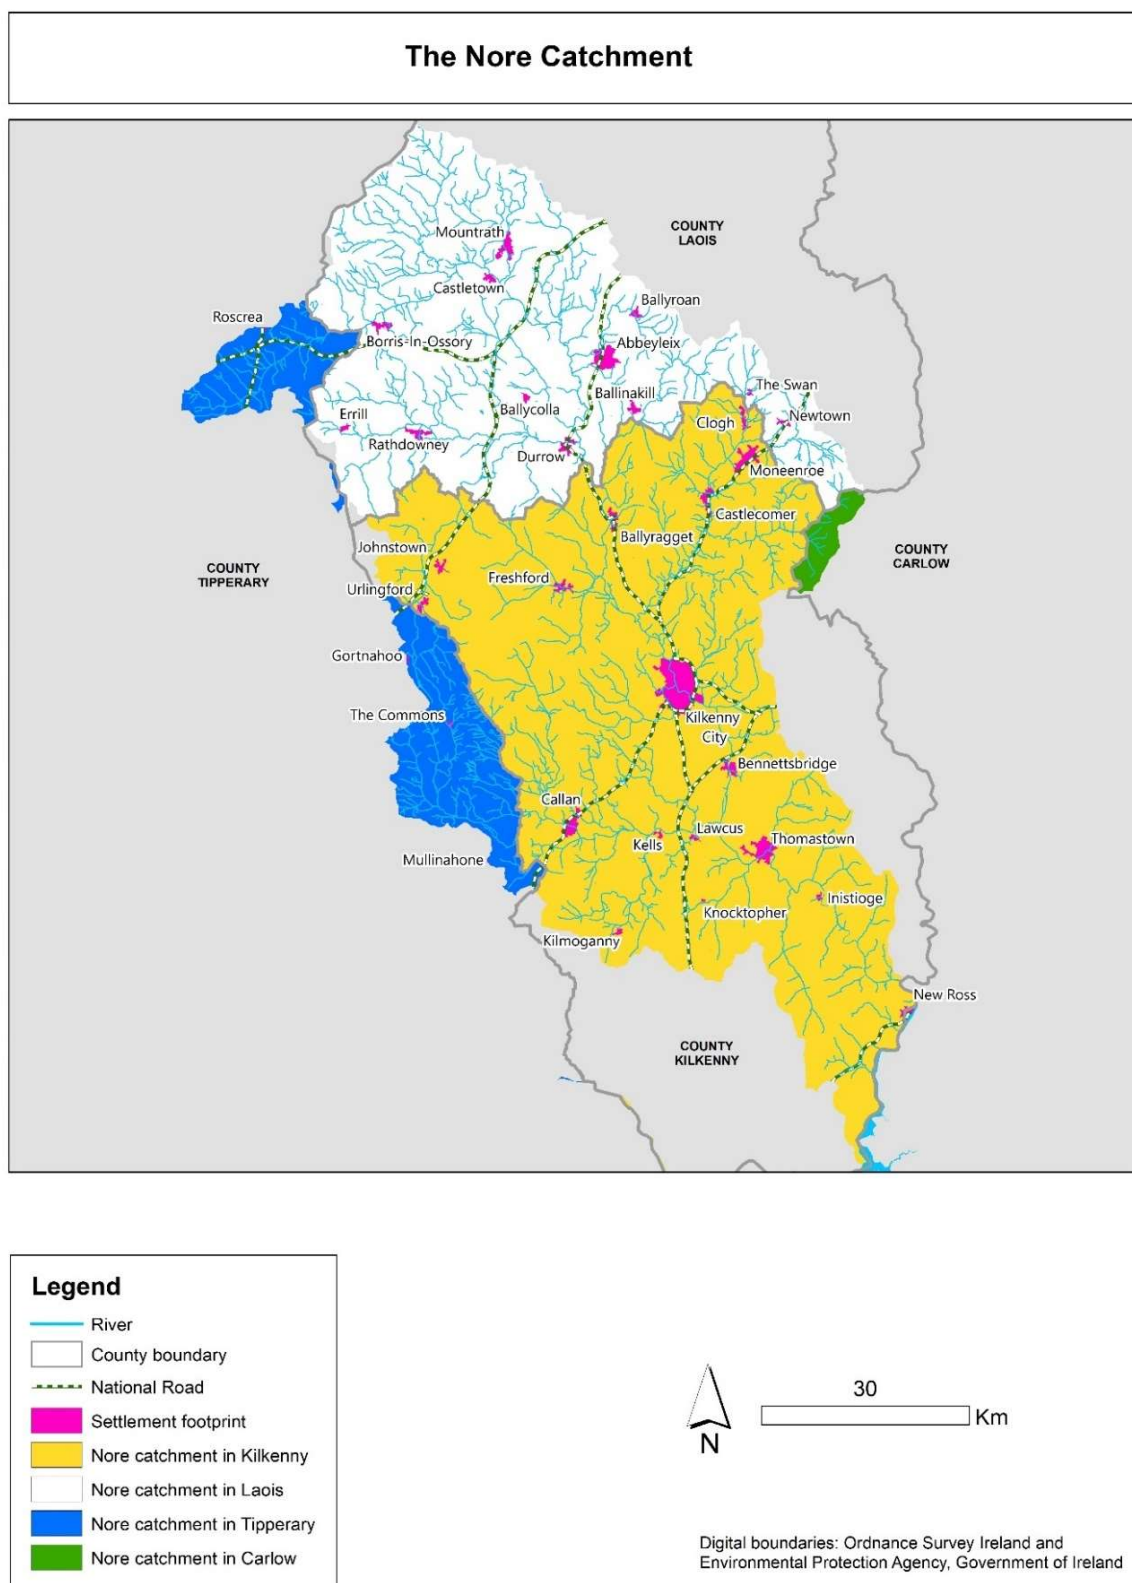 The Nore Catchment
COUNTY
LAOIS
Mountrath
Castletown
Ballyroan
Roscrea
Borris-In-Ossory
Abbeyleix
The Swan
Ballinakill
Ballycolla
Errill
Clogh
Newtown
Rathdowney
Durrow
Moneenroe
Castlecomer
Ballyragget
Johnstown
COUNTY
CARLOW
COUNTY
TIPPERARY
Freshford
Urlingford
Gortnahoo
The Commons
Kilkenny
City
Bennettsbridge
Callan
Lawcus
Thomastown
Kells
Mullinahone
Inistioge
Knocktopher
Kilmoganny
New Ross
COUNTY
KILKENNY
Legend
River
County boundary
National Road
Settlement footprint
Nore catchment in Kilkenny
Nore catchment in Laois
Nore catchment in Tipperary
Nore catchment in Carlow
30
Km
N
Digital boundaries: Ordnance Survey Ireland and
Environmental Protection Agency, Government of Ireland